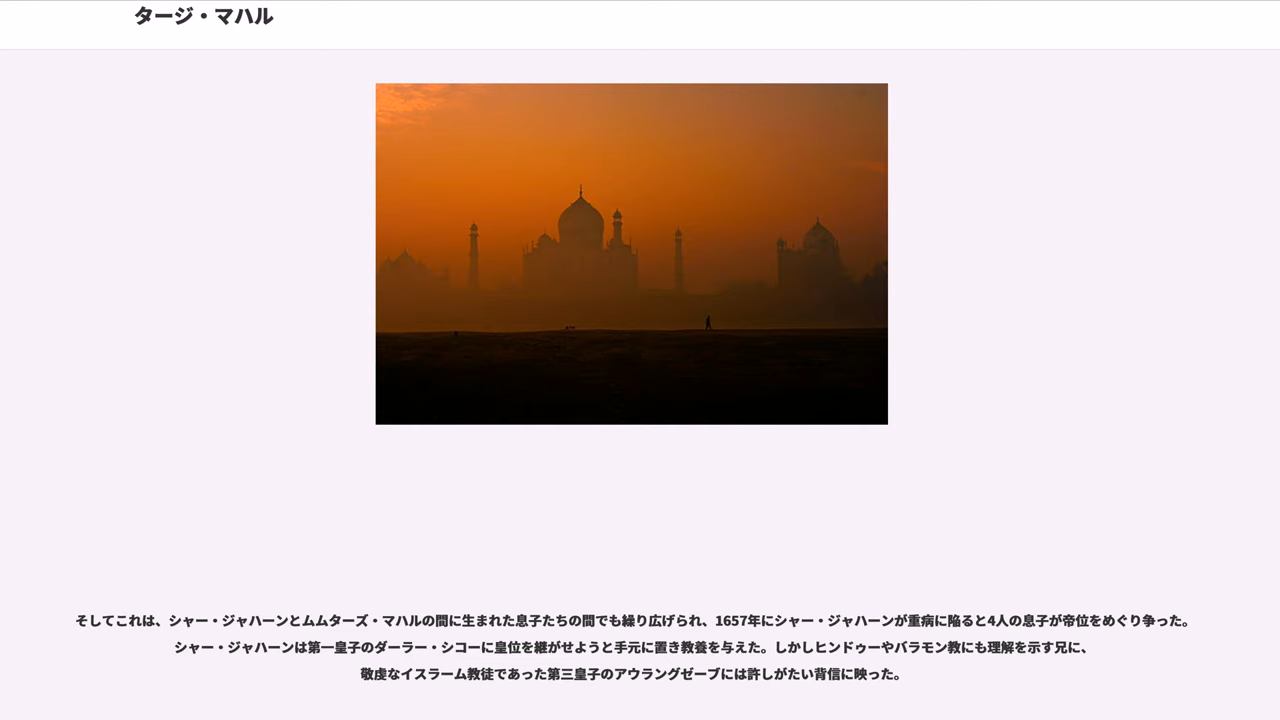 タージ・マハル
そしてこれは、シャー・ジャハーンとムムターズ・マハルの間に生まれた息子たちの間でも繰り広げられ、1657年にシャー・ジャハーンが重病に陥ると4人の息子が帝位をめぐり争った。
シャー・ジャハーンは第一皇子のダーラー・シコーに皇位を継がせようと手元に置き教養を与えた。しかしヒンドゥーやバラモン教にも理解を示す兄に、
敬虔なイスラーム教徒であった第三皇子のアウラングゼーブには許しがたい背信に映った。